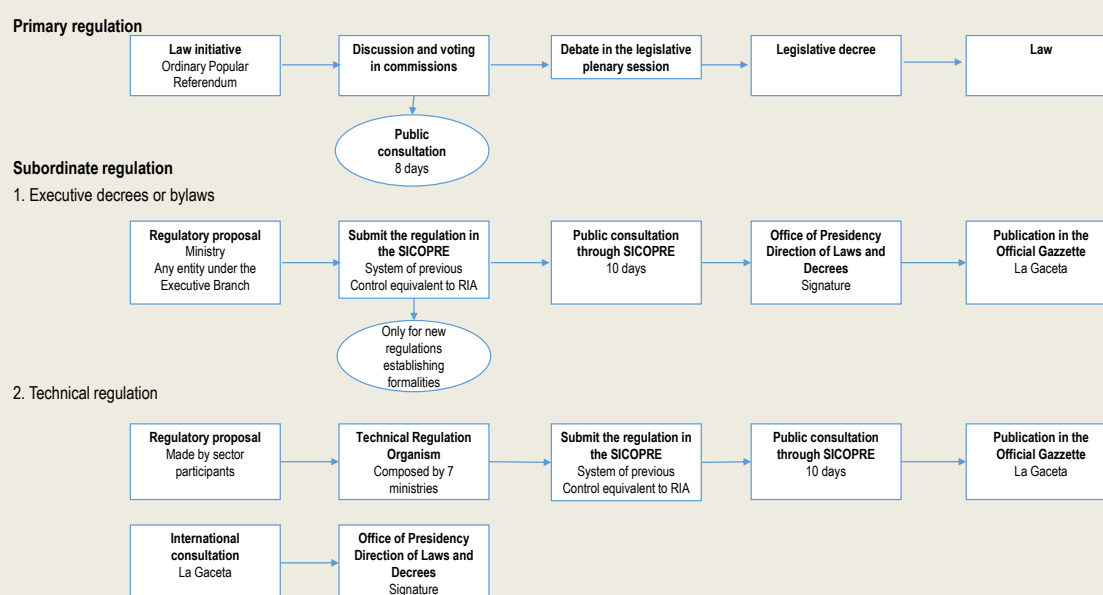 Primary regulation
Law initiative
Ordinary Popular
Referendum
Discussion and voting
in commissions
Debate in the legislative
plenary session
Legislative decree
Law
Public
consultation
8 days
Subordinate regulation
1. Executive decrees or bylaws
Regulatory proposal
Ministry
Any entity under the
Executive Branch
Submit the regulation in
the SICOPRE
System of previous
Control equivalent to RIA
Public consultation
through SICOPRE
10 days
Office of Presidency
Direction of Laws and
Decrees
Signature
Publication in the
Official Gazzette
La Gaceta
Only for new
regulations
establishing
formalities
2. Technical regulation
Regulatory proposal
Made by sector
participants
Technical Regulation
Organism
Composed by 7
ministries
Submit the regulation in
the SICOPRE
System of previous
Control equivalent to RIA
Public consultation
through SICOPRE
10 days
Publication in the
Official Gazzette
La Gaceta
International
consultation
La Gaceta
Office of Presidency
Direction of Laws and
Decrees
Signature